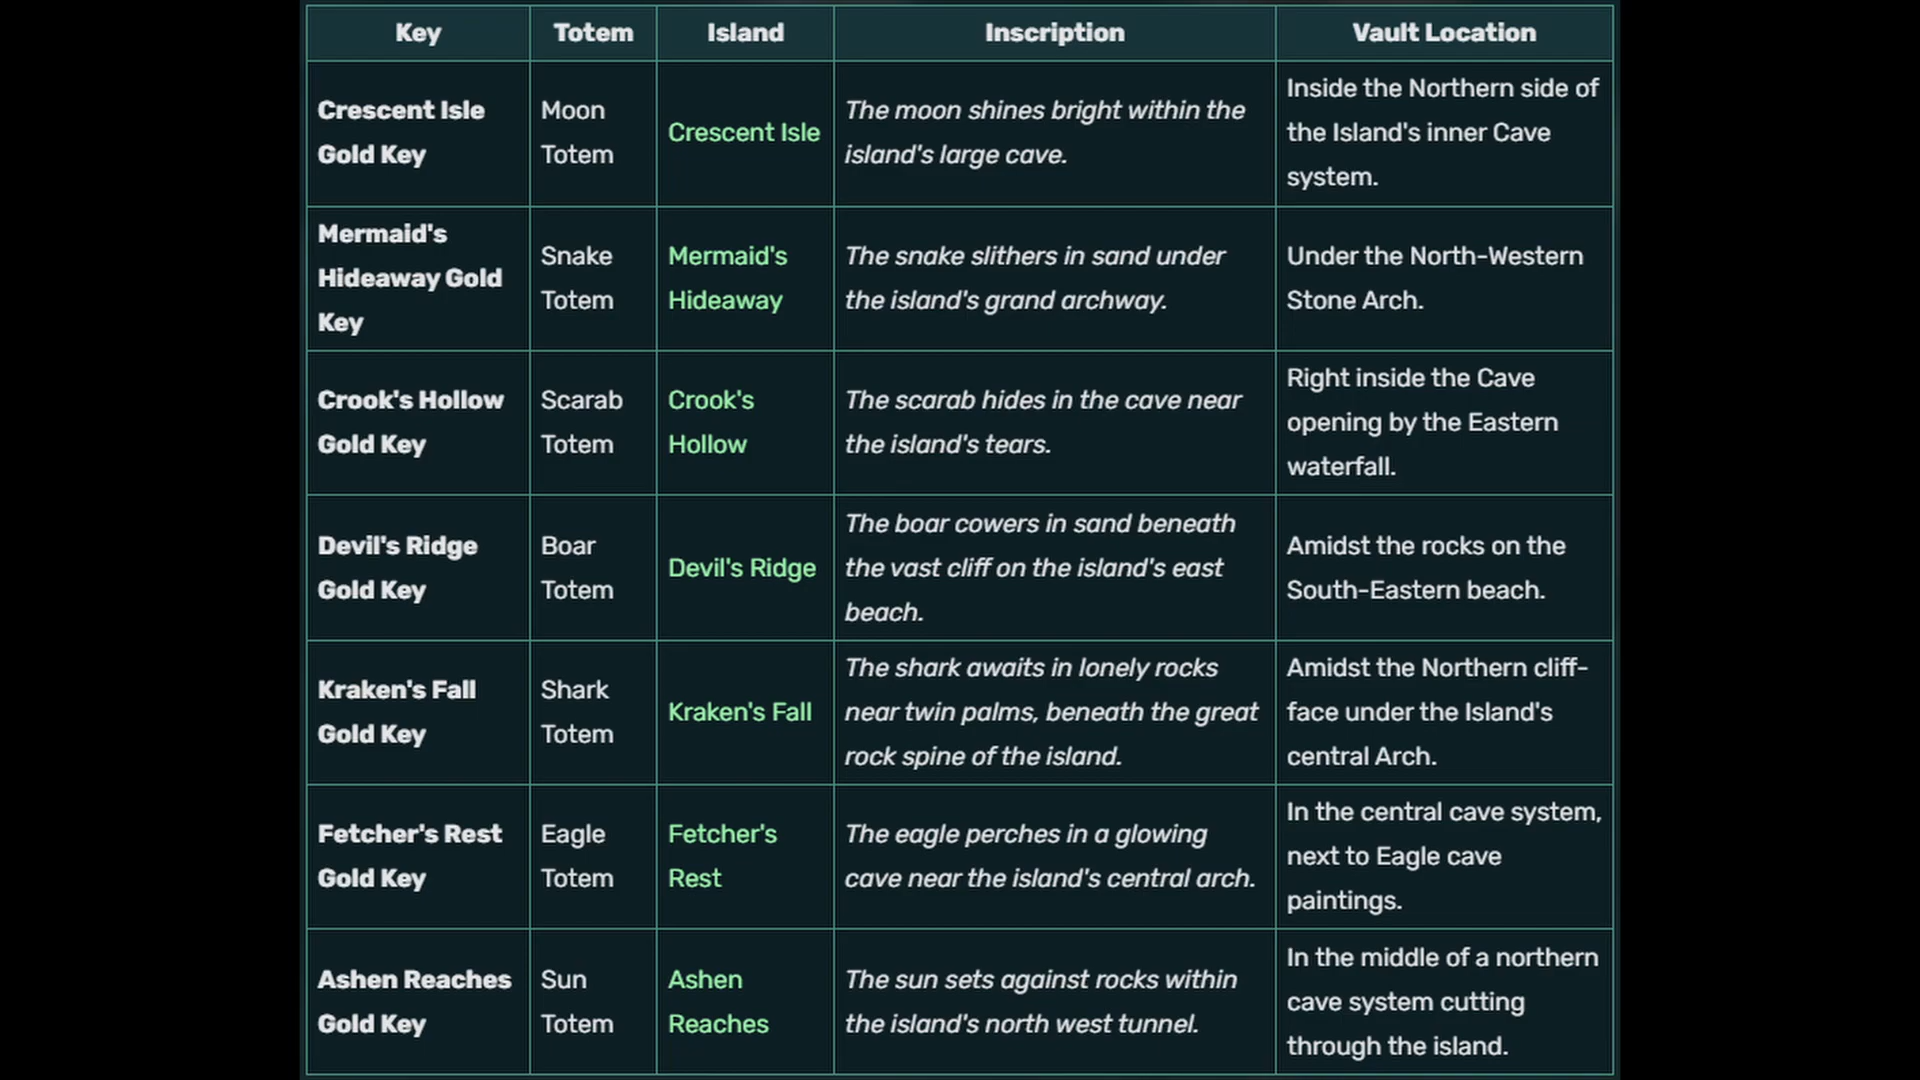 Key Totem Island Inscription Vault Location
Crescent Isle
Gold Key
Moon
Totem
Crescent Isle
The moon shines bright within the
island's large cave.
Inside the Northern side of
the Island's inner Cave
system.
Mermaid's
Hideaway Gold
Key
Snake
Totem
Mermaid's
Hideaway
The snake slithers in sand under
the island's grand archway.
Under the North-Western
Stone Arch.
Crook's Hollow
Gold Key
Scarab
Totem
Crook's
Hollow
The scarab hides in the cave near
the island's tears.
Right inside the Cave
opening by the Eastern
waterfall.
Devil's Ridge
Gold Key
Boar
Totem
Devil's Ridge
The boar cowers in sand beneath
the vast cliff on the island's east
beach.
Amidst the rocks on the
South-Eastern beach.
Kraken's Fall
Gold Key
Shark
Totem
Kraken's Fall
The shark awaits in lonely rocks
near twin palms, beneath the great
rock spine of the island.
Amidst the Northern cliff-
face under the Island's
central Arch.
Fetcher's Rest
Gold Key
Eagle
Totem
Fetcher's
Rest
The eagle perches in a glowing
cave near the island's central arch.
In the central cave system,
next to Eagle cave
paintings.
Ashen Reaches
Gold Key
Sun
Totem
Ashen
Reaches
The sun sets against rocks within
the island's north west tunnel.
In the middle of a northern
cave system cutting
through the island.